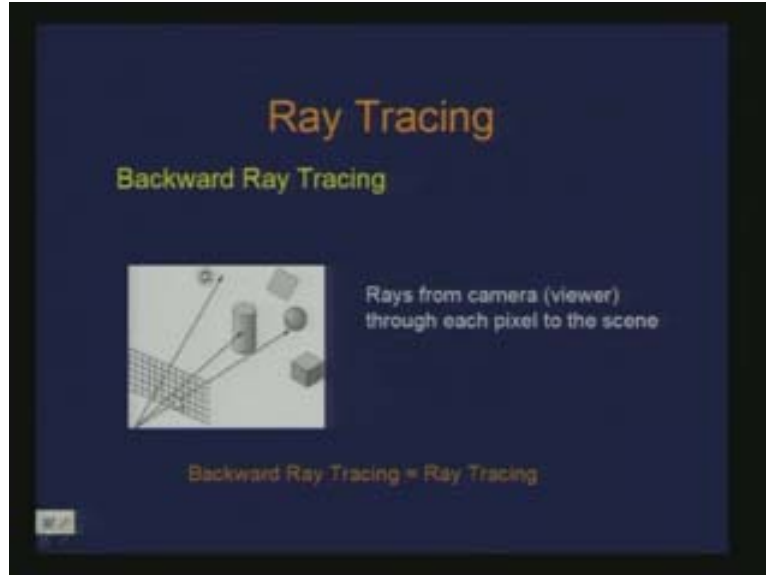 Ray Tracing
Backward Ray Tracing
Rays from camera (viewer)
through each pixel to the scene
Backward Ray Tracing = Ray Tracing